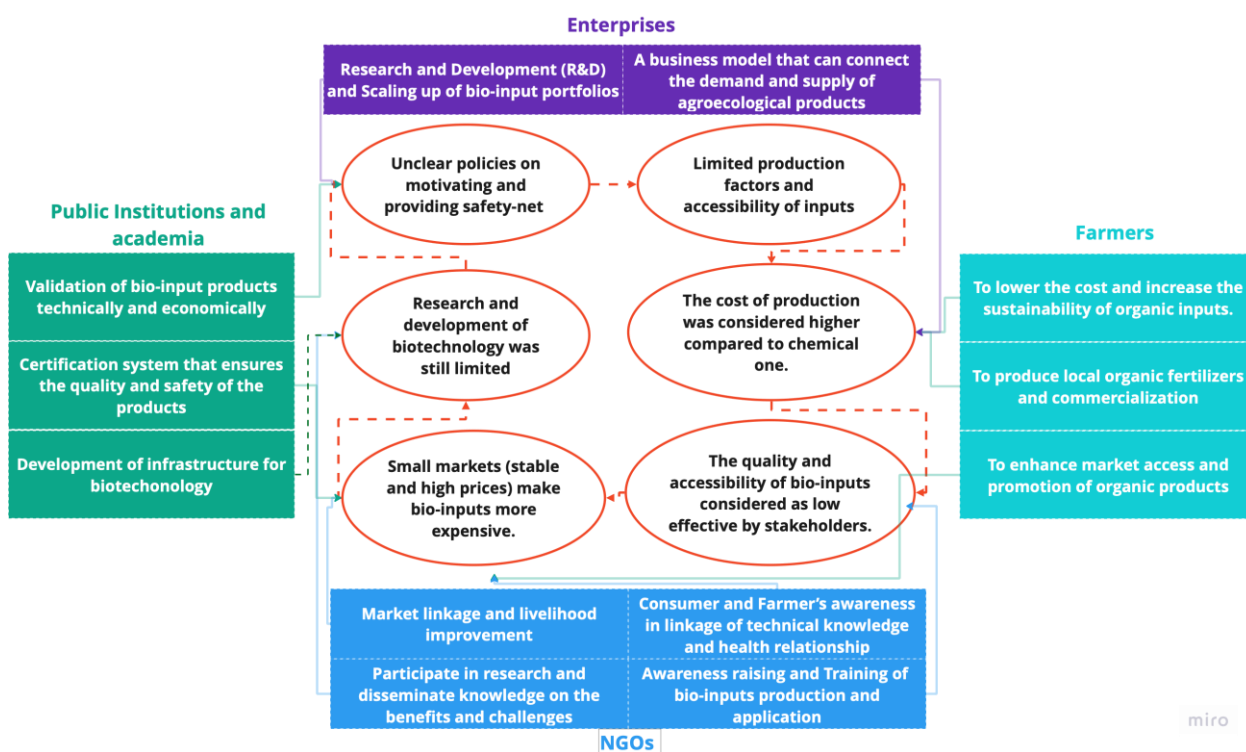 Enterprises
Research and Development (R&D)
and Scaling up of bio-input portfolios
A business model that can connect
the demand and supply of
agroecological products
Unclear policies on
motivating and
providing safety-net
Limited production
factors and
accessibility of inputs
Public Institutions and
academia
Validation of bio-input products
technically and economically
Certification system that ensures
the quality and safety of the
products
Development of infrastructure for
biotechonology
Research and
development of
biotechnology was
still limited
The cost of production
was considered higher
compared to chemical
one.
Farmers
To lower the cost and increase the
sustainability of organic inputs.
To produce local organic fertilizers
and commercialization
To enhance market access and
promotion of organic products
Small markets (stable
and high prices) make
bio-inputs more
expensive.
The quality and
accessibility of bio-inputs
considered as low
effective by stakeholders.
Market linkage and livelihood
improvement
Consumer and Farmer’s awareness
in linkage of technical knowledge
and health relationship
Participate in research and
disseminate knowledge on the
benefits and challenges
Awareness raising and Training of
bio-inputs production and
application
NGOs
miro